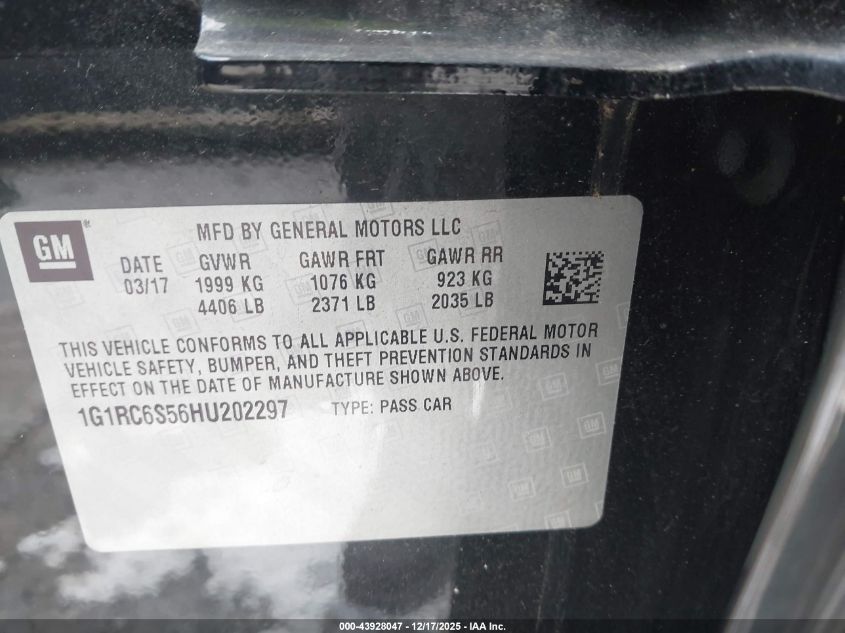 GM
MFD BY GENERAL MOTORS LLC
DATE GVWR GAWR FRT GAWR RR
03/17 1999 KG 1076 KG 923 KG
4406 LB 2371 LB 2035 LB
THIS VEHICLE CONFORMS TO ALL APPLICABLE U.S. FEDERAL MOTOR
VEHICLE SAFETY, BUMPER, AND THEFT PREVENTION STANDARDS IN
EFFECT ON THE DATE OF MANUFACTURE SHOWN ABOVE.
1G1RC6S56HU202297 TYPE: PASS CAR
000-43928047 — 12/17/2025 — IAA Inc.